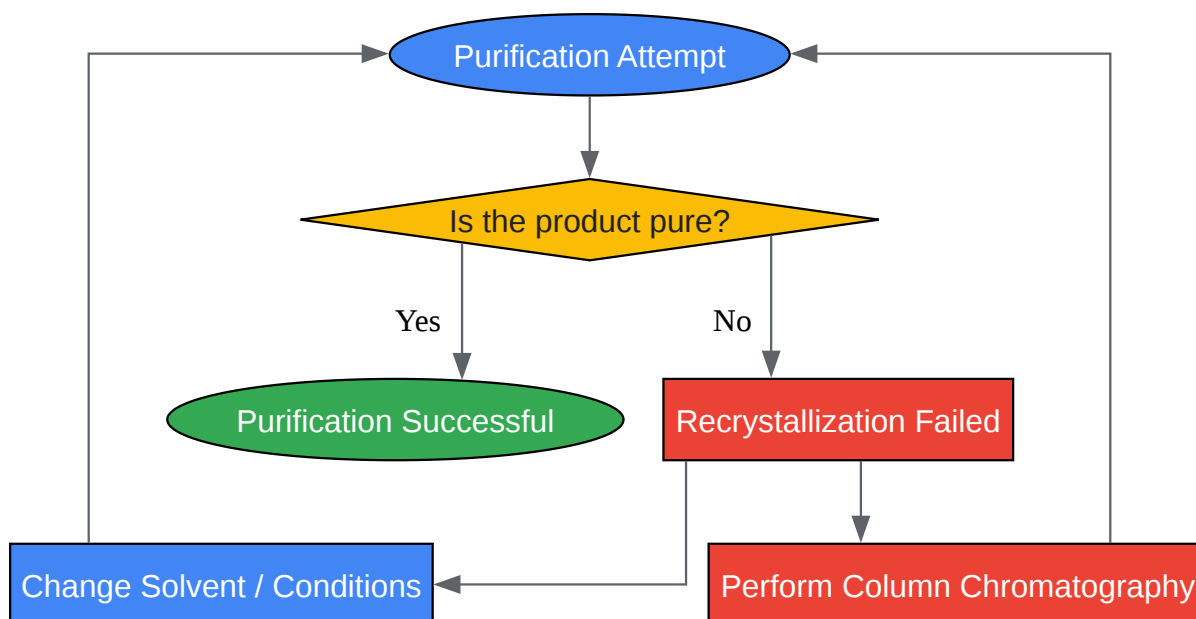 Purification Attempt
Is the product pure?
Yes
No
Purification Successful
Recrystallization Failed
Change Solvent / Conditions
Perform Column Chromatography